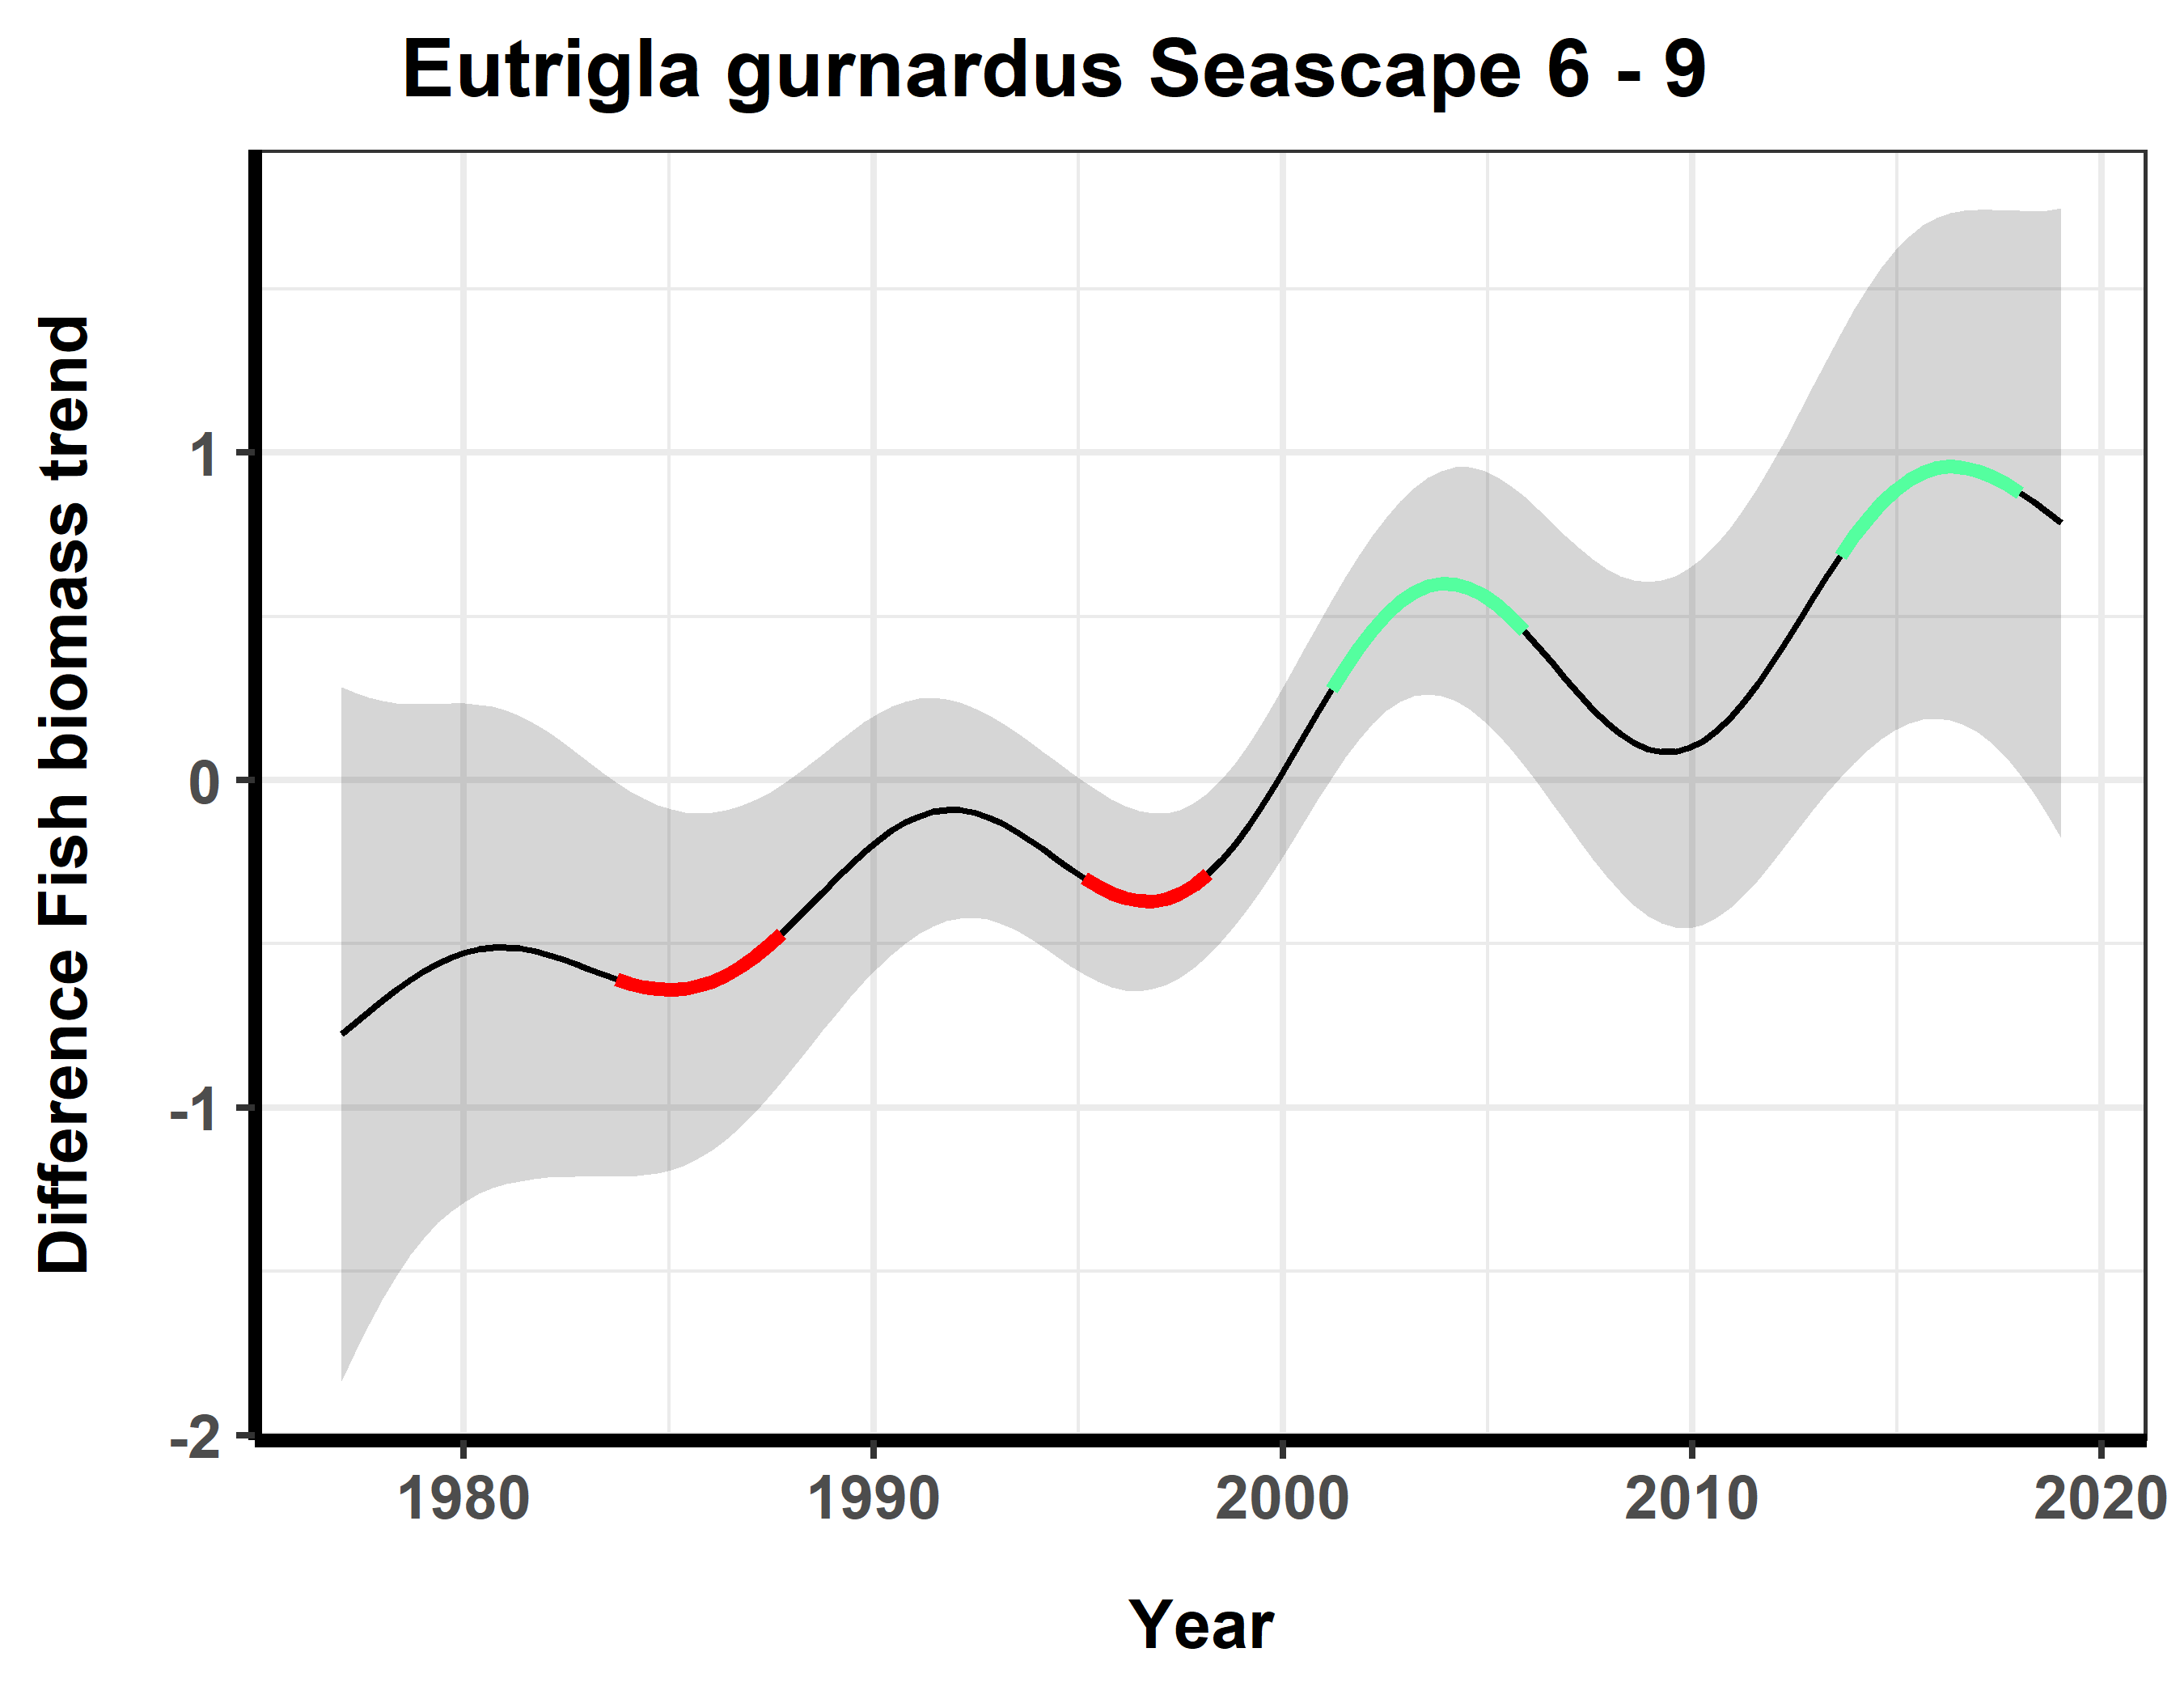 Eutrigla gurnardus Seascape 6 - 9
Difference Fish biomass trend
1
0
-1
-2
1980 1990 2000 2010 2020
Year